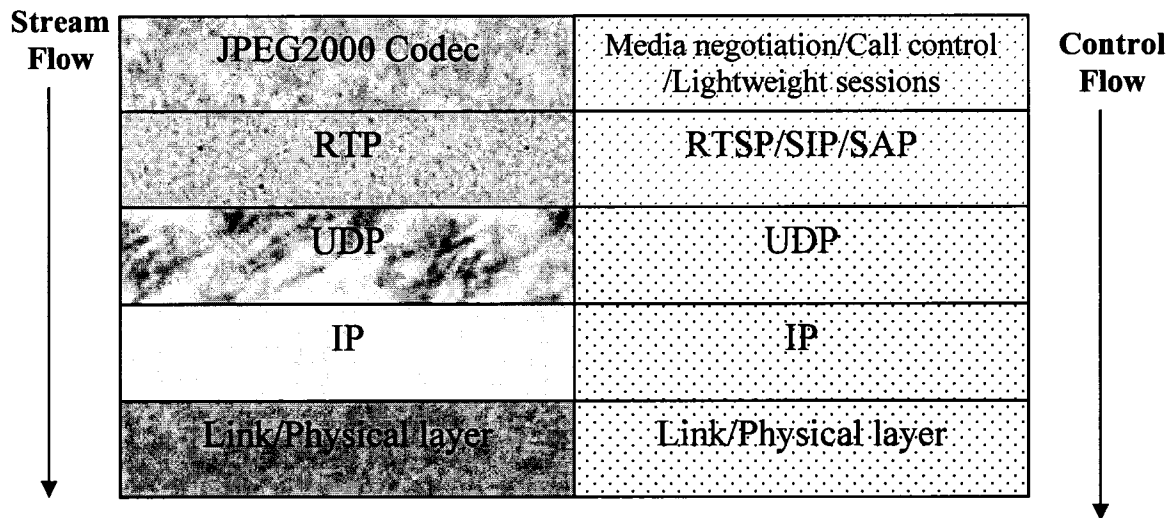 Stream
Flow
JPEG2000 Codec
Media negotiation/Call control
/Lightweight sessions
Control
Flow
RTP
RTSP/SIP/SAP
UDP
UDP
IP
IP
Link/Physical layer
Link/Physical layer